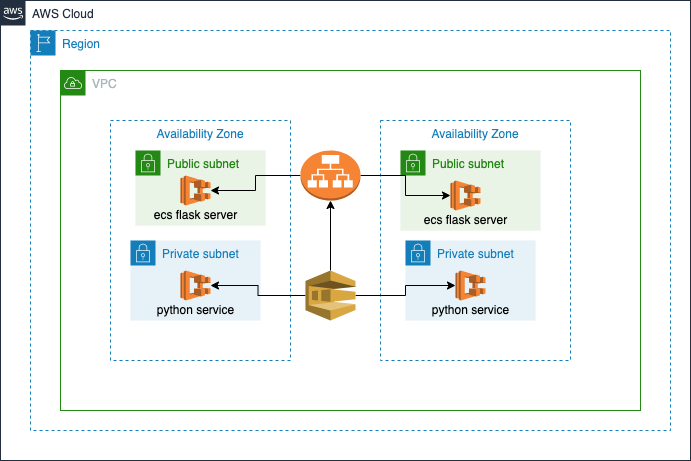 aws
AWS Cloud
Region
VPC
Availability Zone
Availability Zone
Public subnet
Public subnet
ecs flask server
ecs flask server
Private subnet
Private subnet
python service
python service